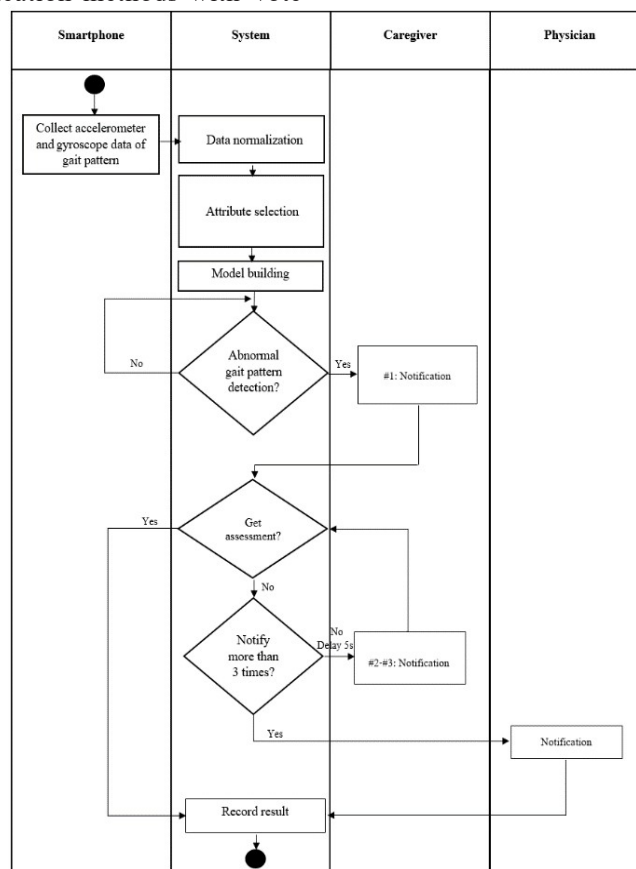 Smartphone
System
Caregiver
Physician
Collect accelerometer
and gyroscope data of
gait pattern
Data normalization
Attribute selection
Model building
Abnormal
gait pattern
detection?
No
Yes
#1: Notification
Get
assessment?
Yes
No
Notify
more than
3 times?
No
Delay 5s
#2-#3: Notification
Yes
Notification
Record result